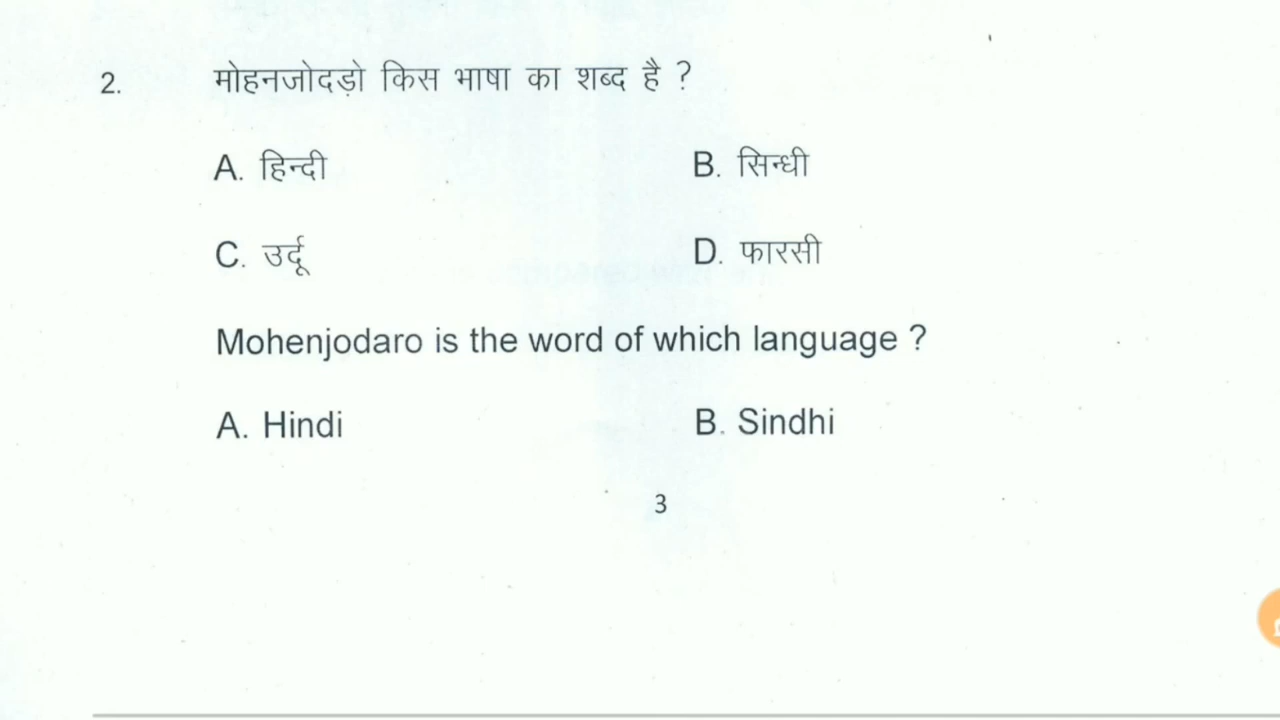 2. मोहनजोदड़ो किस भाषा का शब्द है ?
A. हिन्दी B. सिन्धी
C. उर्दू D. फारसी
Mohenjodaro is the word of which language ?
A. Hindi B. Sindhi
3